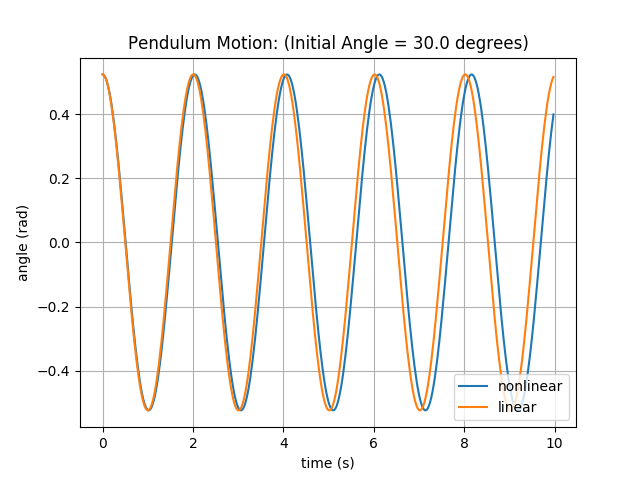 Pendulum Motion: (Initial Angle = 30.0 degrees)
angle (rad)
0.4
0.2
0.0
−0.2
−0.4
0
2
4
6
8
10
time (s)
nonlinear
linear